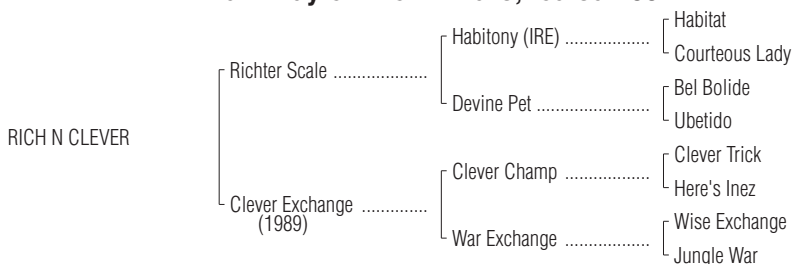 Habitat
Habitony (IRE) ..................
Courteous Lady
Richter Scale ....................
Bel Bolide
Devine Pet ........................
Ubetido
RICH N CLEVER
Clever Trick
Clever Champ ..................
Here's Inez
Clever Exchange ..............
(1989)
Wise Exchange
War Exchange ..................
Jungle War